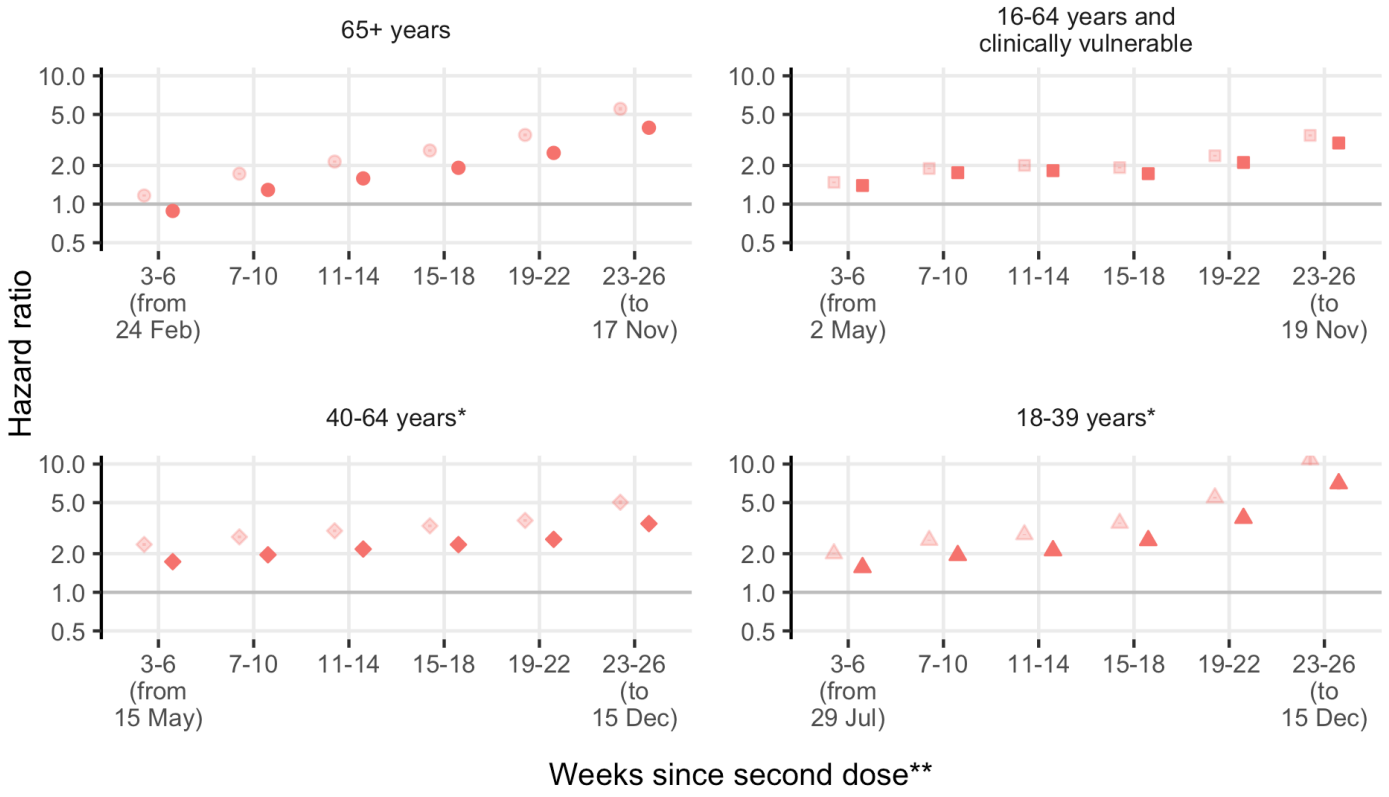 65+ years
10.0
5.0
2.0
1.0
0.5
3-6
(from
24 Feb)
7-10
11-14
15-18
19-22
23-26
(to
17 Nov)
16-64 years and
clinically vulnerable
10.0
5.0
2.0
1.0
0.5
3-6
(from
2 May)
7-10
11-14
15-18
19-22
23-26
(to
19 Nov)
Hazard ratio
40-64 years*
10.0
5.0
2.0
1.0
0.5
3-6
(from
15 May)
7-10
11-14
15-18
19-22
23-26
(to
15 Dec)
18-39 years*
10.0
5.0
2.0
1.0
0.5
3-6
(from
29 Jul)
7-10
11-14
15-18
19-22
23-26
(to
15 Dec)
Weeks since second dose**